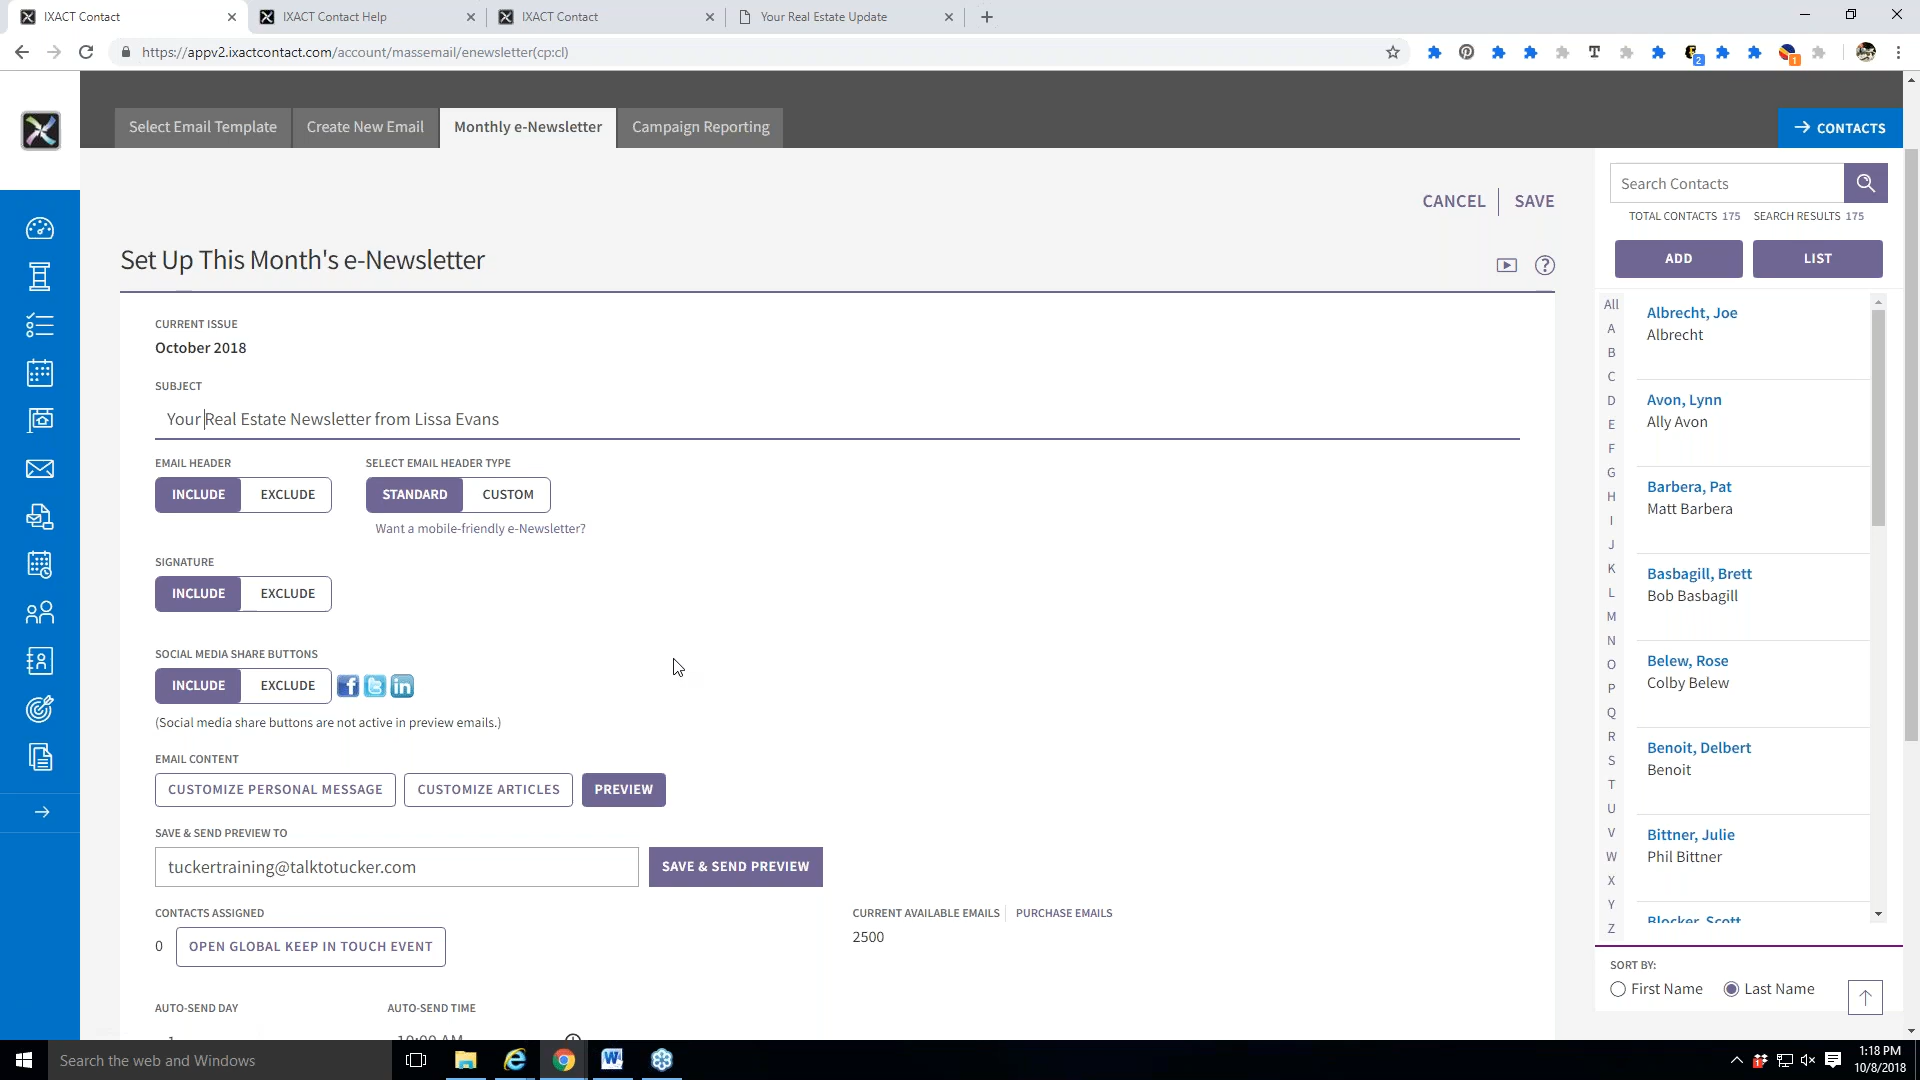 IXACT Contact
IXACT Contact Help
IXACT Contact
Your Real Estate Update
https://appv2.ixactcontact.com/account/massemail/enewsletter(cp:cl)
T
2
1
Select Email Template
Create New Email
Monthly e-Newsletter
Campaign Reporting
CONTACTS
CANCEL
SAVE
Set Up This Month's e-Newsletter
?
CURRENT ISSUE
October 2018
SUBJECT
Your Real Estate Newsletter from Lissa Evans
EMAIL HEADER
SELECT EMAIL HEADER TYPE
INCLUDE
EXCLUDE
STANDARD
CUSTOM
Want a mobile-friendly e-Newsletter?
SIGNATURE
INCLUDE
EXCLUDE
SOCIAL MEDIA SHARE BUTTONS
INCLUDE
EXCLUDE
(Social media share buttons are not active in preview emails.)
EMAIL CONTENT
CUSTOMIZE PERSONAL MESSAGE
CUSTOMIZE ARTICLES
PREVIEW
SAVE & SEND PREVIEW TO
tuckertraining@talktotucker.com
SAVE & SEND PREVIEW
CONTACTS ASSIGNED
0
OPEN GLOBAL KEEP IN TOUCH EVENT
CURRENT AVAILABLE EMAILS
PURCHASE EMAILS
2500
AUTO-SEND DAY
AUTO-SEND TIME
1
10:00 AM
Search Contacts
TOTAL CONTACTS 175
SEARCH RESULTS 175
ADD
LIST
All
A
B
C
D
E
F
G
H
I
J
K
L
M
N
O
P
Q
R
S
T
U
V
W
X
Y
Z
Albrecht, Joe
Albrecht
Avon, Lynn
Ally Avon
Barbera, Pat
Matt Barbera
Basbagill, Brett
Bob Basbagill
Belew, Rose
Colby Belew
Benoit, Delbert
Benoit
Bittner, Julie
Phil Bittner
Blocker, Scott
SORT BY:
First Name
Last Name
Search the web and Windows
1:18 PM
10/8/2018